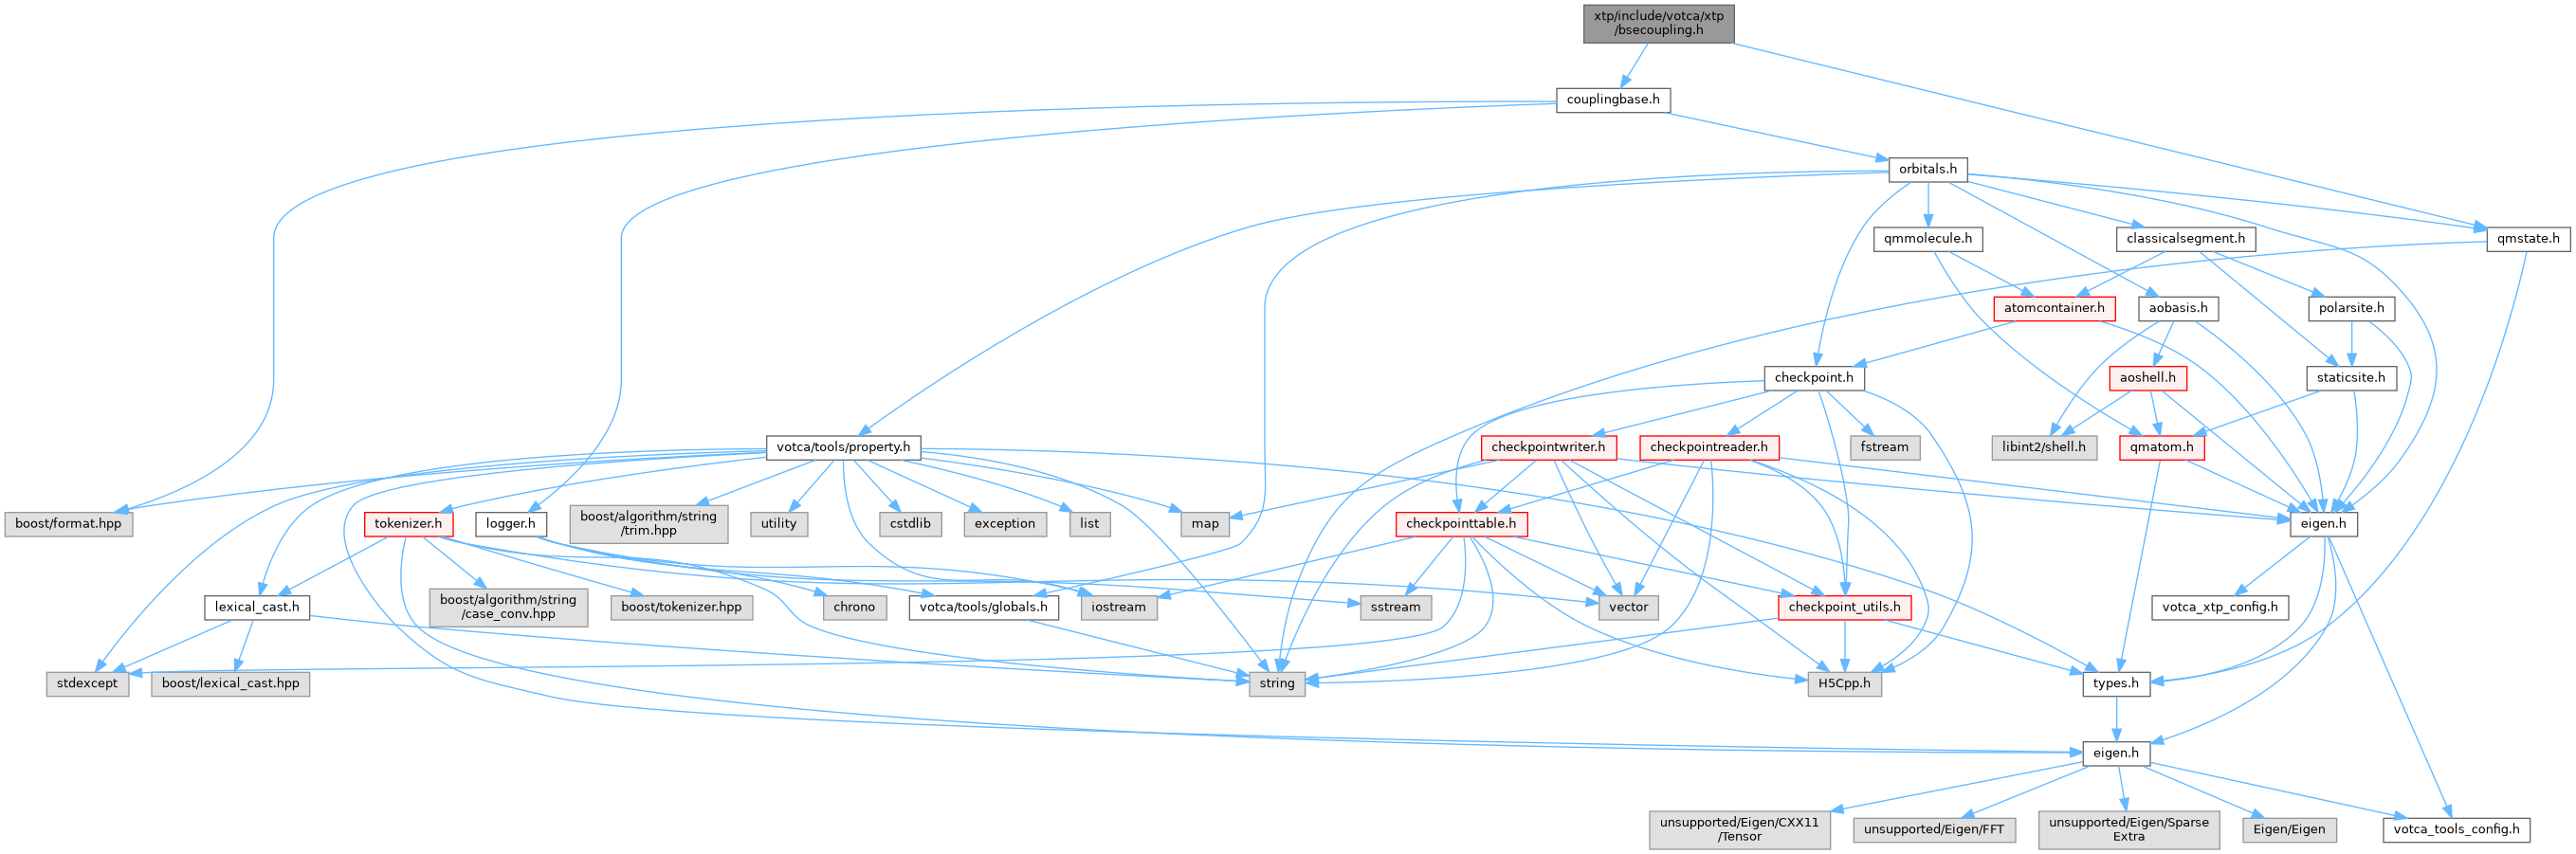 xtp/include/votca/xtp
/bsecoupling.h
couplingbase.h
orbitals.h
qmmolecule.h
classicalsegment.h
qmstate.h
atomcontainer.h
aobasis.h
polarsite.h
checkpoint.h
aoshell.h
staticsite.h
votca/tools/property.h
checkpointwriter.h
checkpointreader.h
fstream
libint2/shell.h
qmatom.h
boost/format.hpp
tokenizer.h
logger.h
boost/algorithm/string
/trim.hpp
utility
cstdlib
exception
list
map
checkpointtable.h
eigen.h
lexical_cast.h
boost/algorithm/string
/case_conv.hpp
boost/tokenizer.hpp
chrono
votca/tools/globals.h
iostream
sstream
vector
checkpoint_utils.h
votca_xtp_config.h
stdexcept
boost/lexical_cast.hpp
string
H5Cpp.h
types.h
eigen.h
unsupported/Eigen/CXX11
/Tensor
unsupported/Eigen/FFT
unsupported/Eigen/Sparse
Extra
Eigen/Eigen
votca_tools_config.h